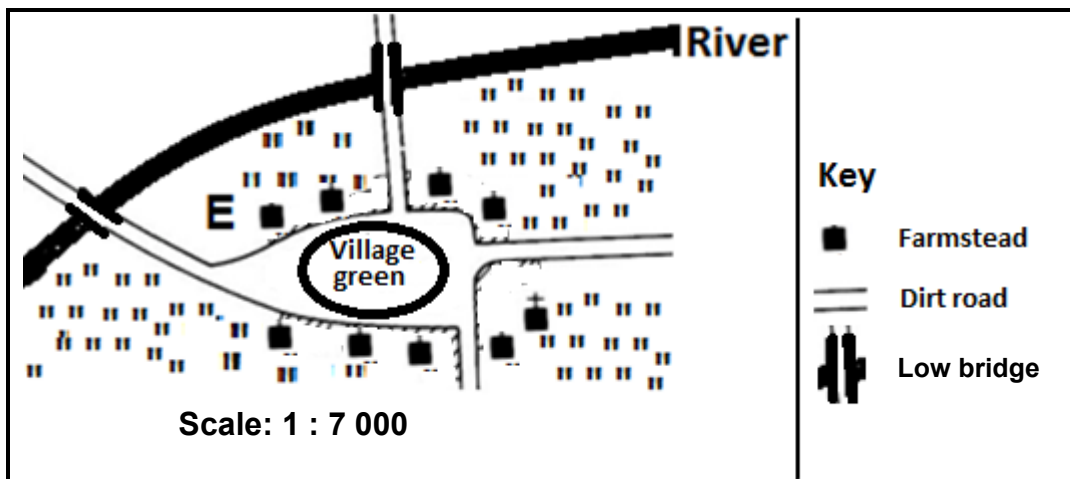 River
E
Village
green
Scale: 1 : 7 000
Key
Farmstead
Dirt road
Low bridge